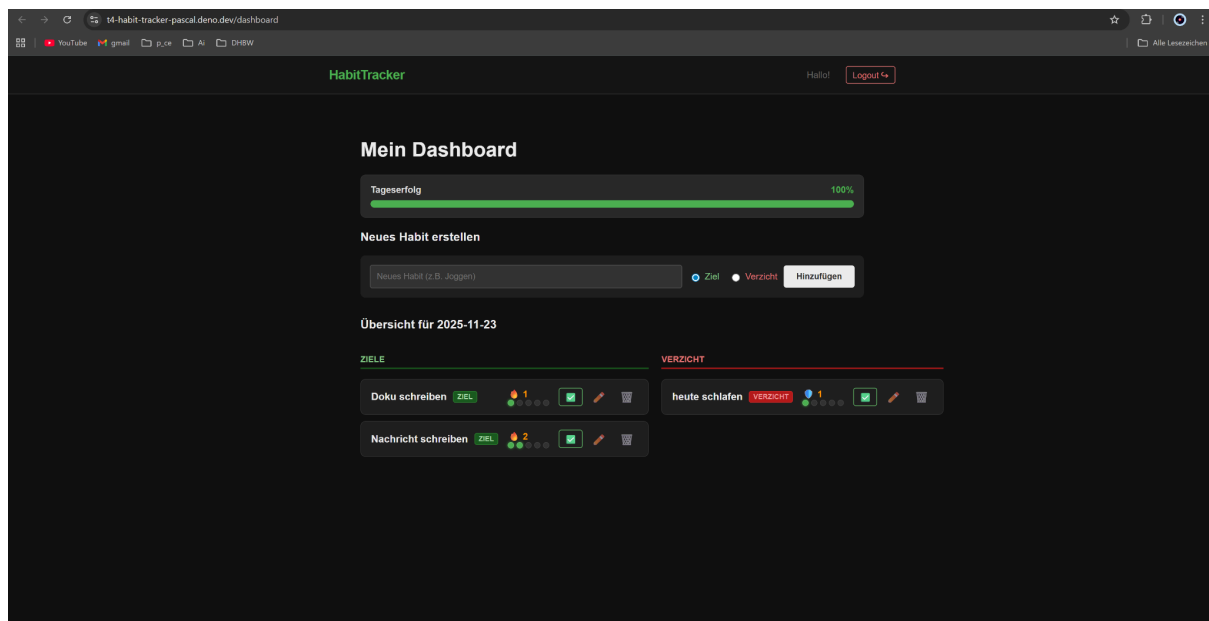 t4-habit-tracker-pascal.deno.dev/dashboard
YouTube gmail p_ce Ai DHBW Alle Lesezeichen
HabitTracker Hallo! Logout
Mein Dashboard
Tageserfolg 100%
Neues Habit erstellen
Neues Habit (z.B. Joggen) Ziel Verzicht Hinzufügen
Übersicht für 2025-11-23
ZIELE
Doku schreiben ZIEL 1
Nachricht schreiben ZIEL 2
VERZICHT
heute schlafen VERZICHT 1